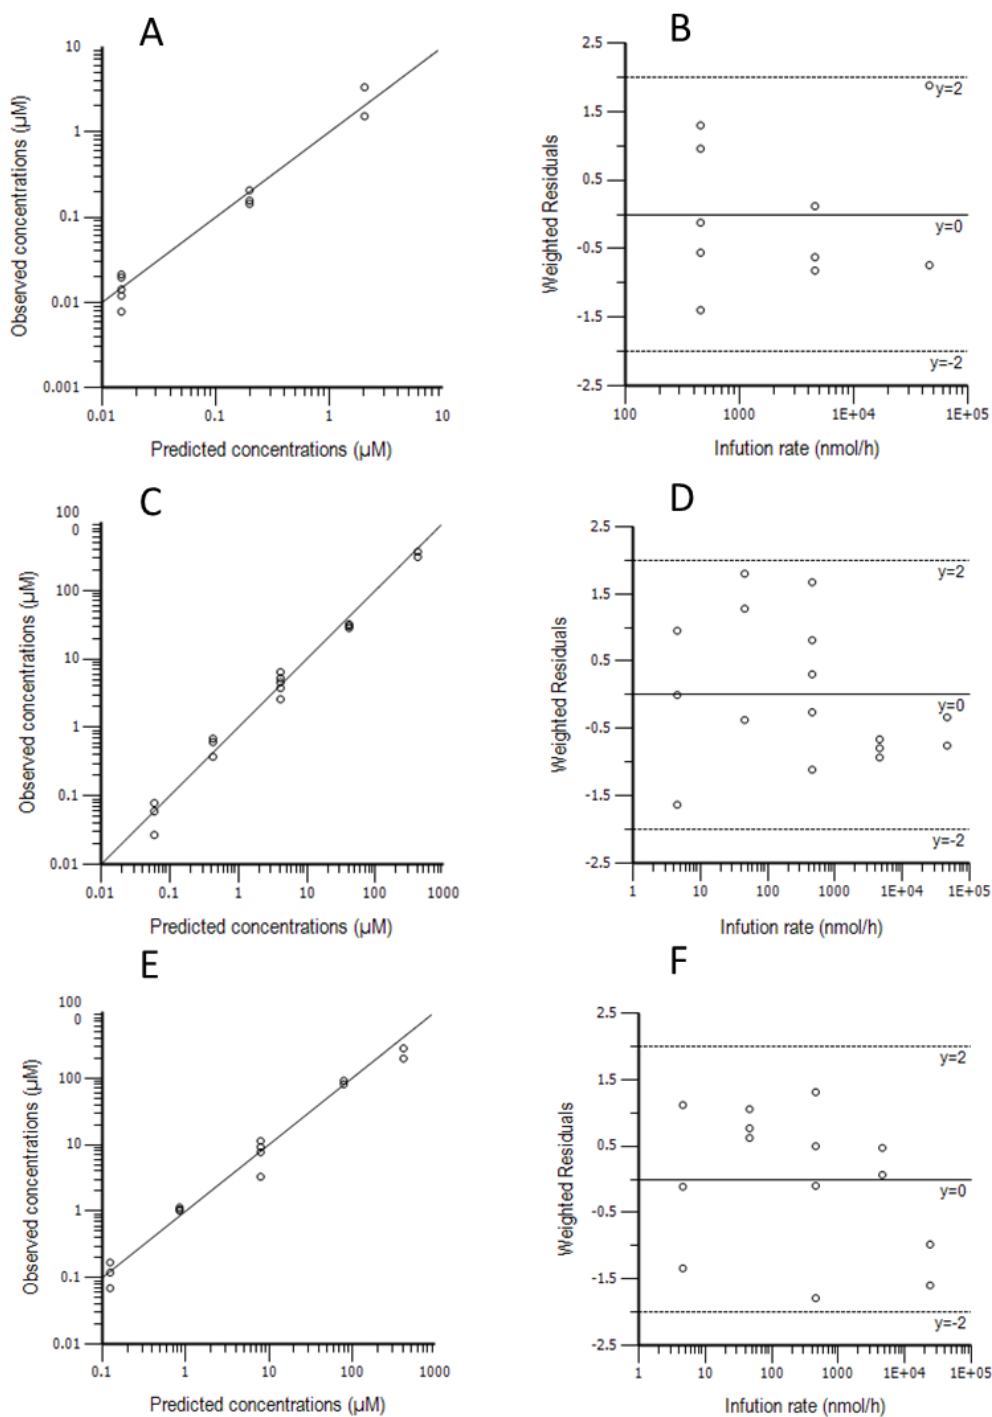 A
10
1
0.1
0.01
0.001
Observed concentrations (µM)
0.01 0.1 1 10
Predicted concentrations (µM)
B
2.5
1.5
0.5
-0.5
-1.5
-2.5
Weighted Residuals
y=2
y=0
y=-2
100 1000 1E+04 1E+05
Infution rate (nmol/h)
C
100
0
100
10
1
0.1
0.01
Observed concentrations (µM)
0.01 0.1 1 10 100 1000
Predicted concentrations (µM)
D
2.5
1.5
0.5
-0.5
-1.5
-2.5
Weighted Residuals
y=2
y=0
y=-2
1 10 100 1000 1E+04 1E+05
Infution rate (nmol/h)
E
100
0
100
10
1
0.1
0.01
Observed concentrations (µM)
0.1 1 10 100 1000
Predicted concentrations (µM)
F
2.5
1.5
0.5
-0.5
-1.5
-2.5
Weighted Residuals
y=2
y=0
y=-2
1 10 100 1000 1E+04 1E+05
Infution rate (nmol/h)